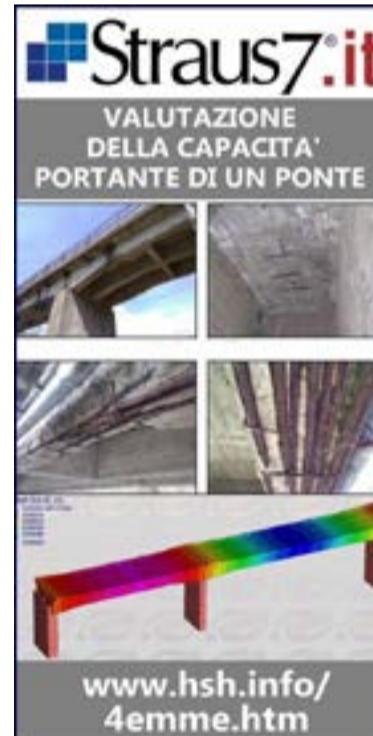 Straus7®.it
VALUTAZIONE
DELLA CAPACITA'
PORTANTE DI UN PONTE
www.hsh.info/
4emme.htm